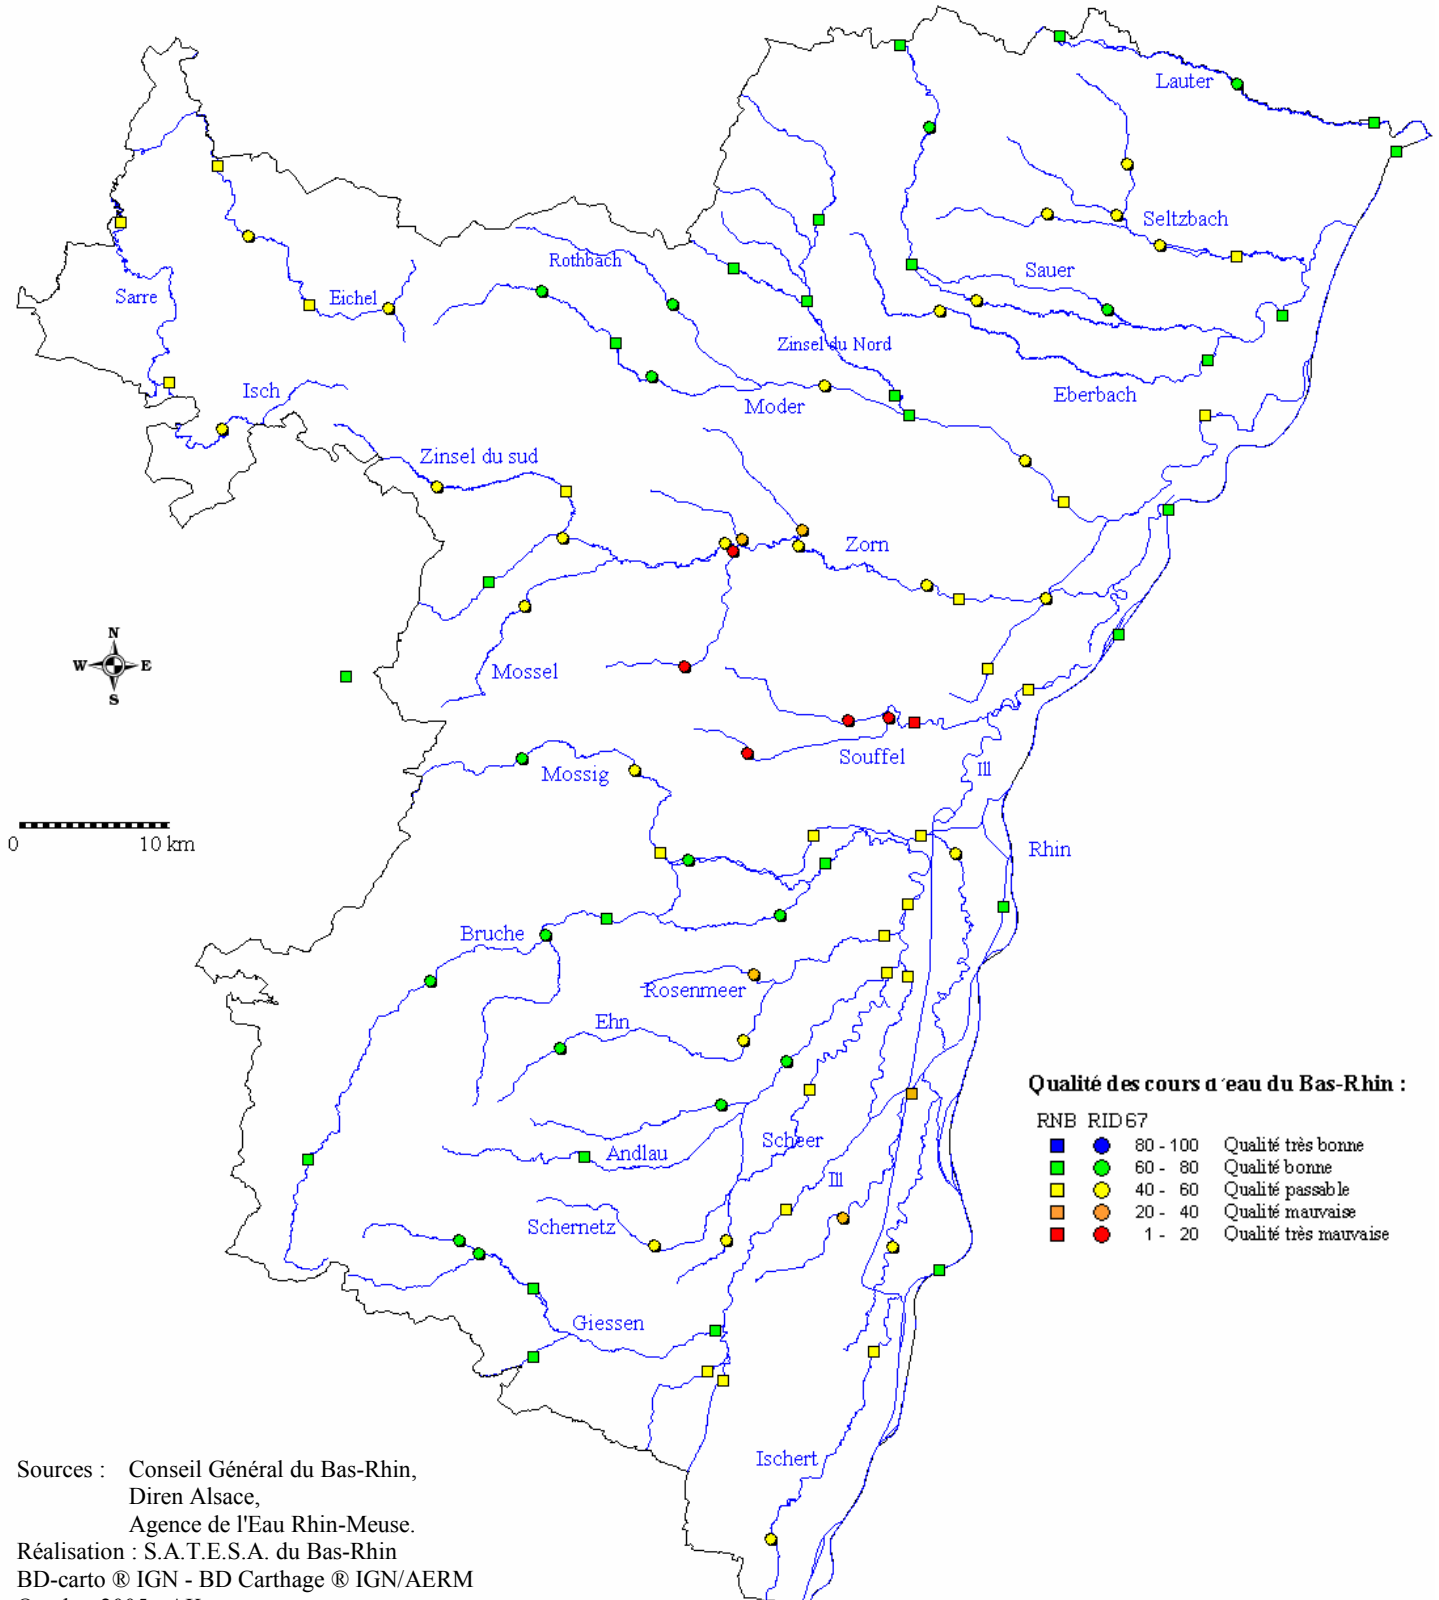 Lauter
Seltzbach
Rothbach
Sauer
Sarre
Eichel
Zinsel du Nord
Isch
Eberbach
Moder
Zinsel du sud
Zorn
N
W E
S
Mossel
Souffel
Mossig
Ill
0 10 km
Rhin
Bruche
Rosenmeer
Ehn
Qualité des cours d'eau du Bas-Rhin :
RNB RID67
80 - 100 Qualité très bonne
60 - 80 Qualité bonne
40 - 60 Qualité passable
20 - 40 Qualité mauvaise
1 - 20 Qualité très mauvaise
Scheer
Andlau
Ill
Schernetz
Giessen
Ischert
Sources : Conseil Général du Bas-Rhin,
Diren Alsace,
Agence de l'Eau Rhin-Meuse.
Réalisation : S.A.T.E.S.A. du Bas-Rhin
BD-carto ® IGN - BD Carthage ® IGN/AERM